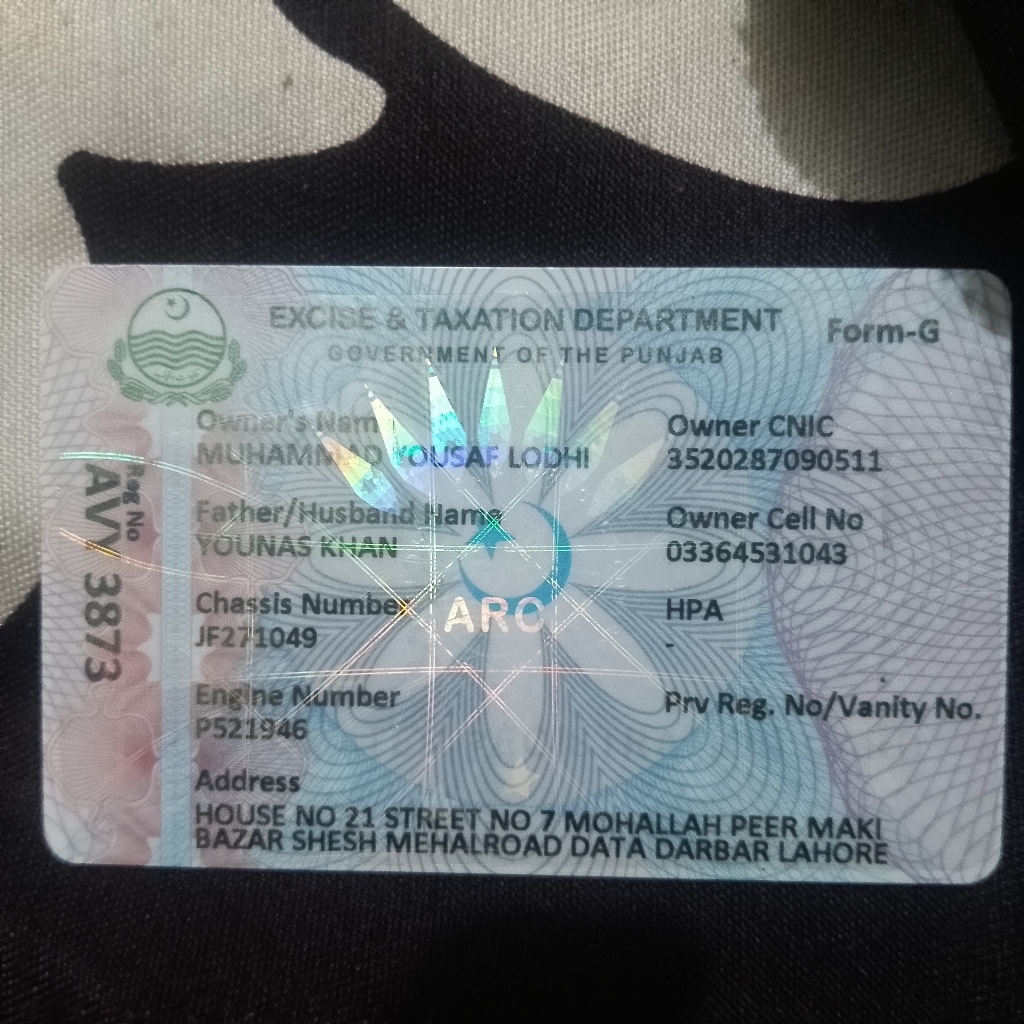 EXCISE & TAXATION DEPARTMENT
GOVERNMENT OF THE PUNJAB
Form-G
Owner's Name
MUHAMMAD YOUSAF LODHI
Owner CNIC
3520287090511
Father/Husband Name
YOUNAS KHAN
Owner Cell No
03364531043
Chassis Number
JF271049
HPA
-
Engine Number
P521946
Prv Reg. No/Vanity No.
Address
HOUSE NO 21 STREET NO 7 MOHALLAH PEER MAKI
BAZAR SHESH MEHALROAD DATA DARBAR LAHORE
Reg No
3873
ARC